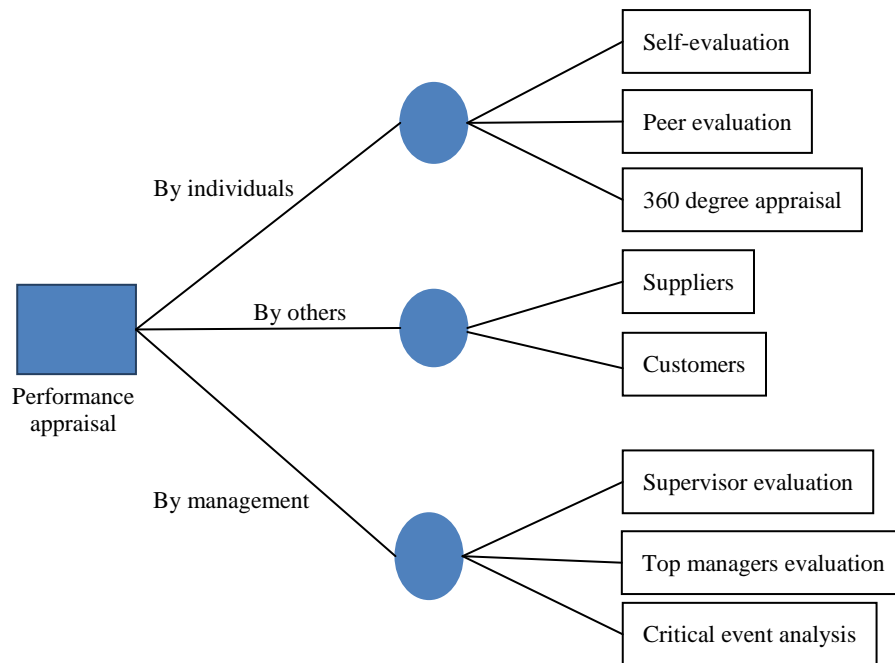 Self-evaluation
Peer evaluation
By individuals
360 degree appraisal
Suppliers
By others
Customers
Performance
appraisal
Supervisor evaluation
By management
Top managers evaluation
Critical event analysis